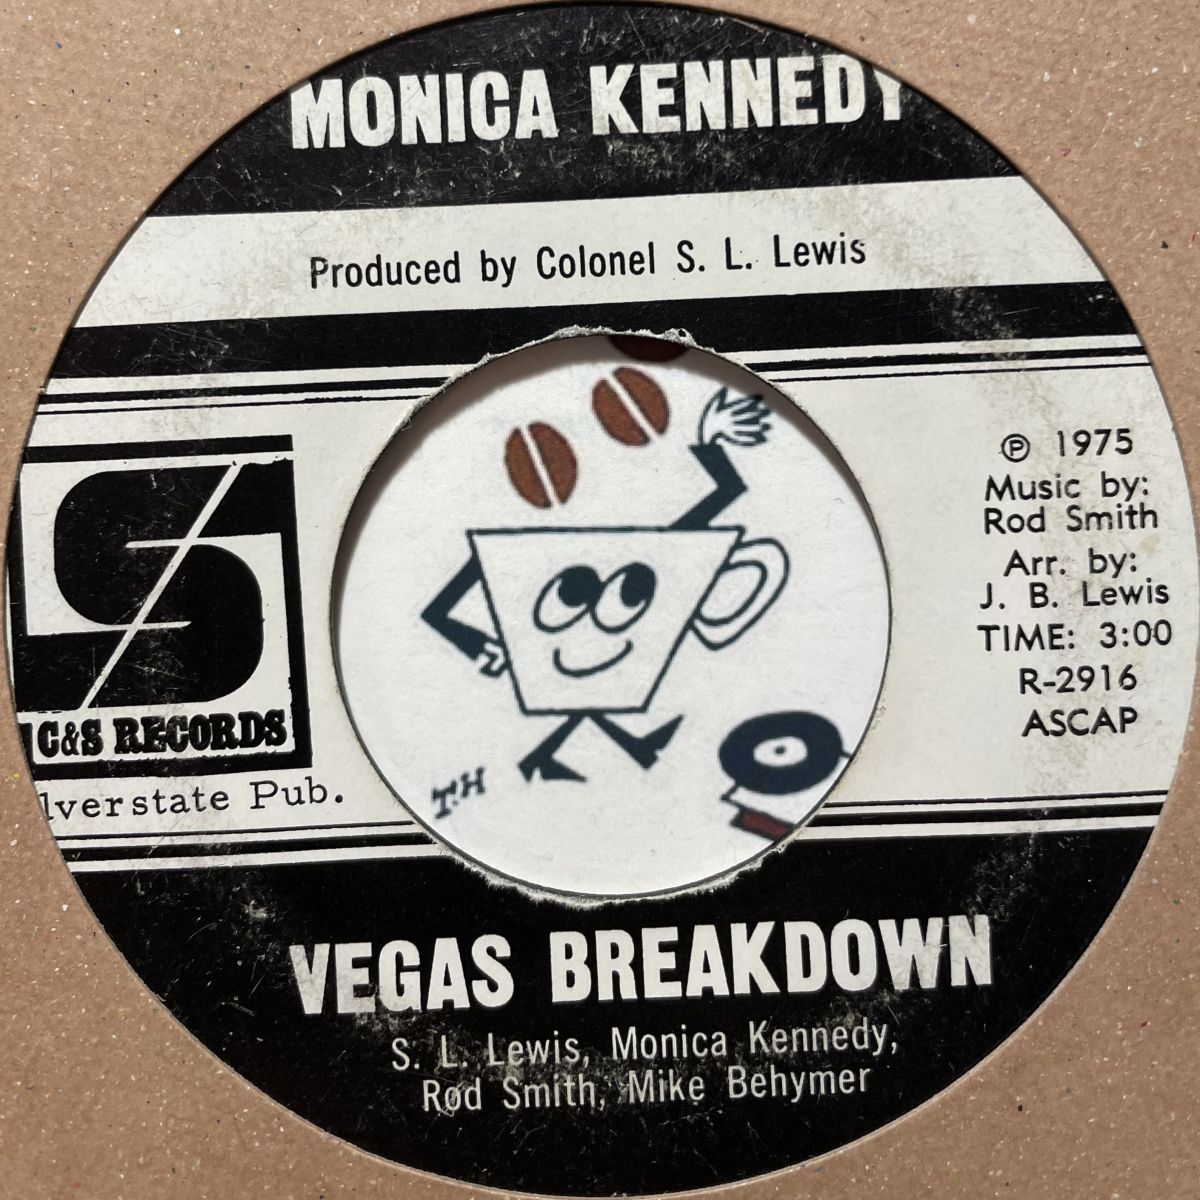 MONICA KENNEDY
Produced by Colonel S. L. Lewis
℗ 1975
Music by:
Rod Smith
Arr. by:
J. B. Lewis
TIME: 3:00
R-2916
ASCAP
C&S RECORDS
lverstate Pub.
T.H
VEGAS BREAKDOWN
S. L. Lewis, Monica Kennedy,
Rod Smith, Mike Behymer